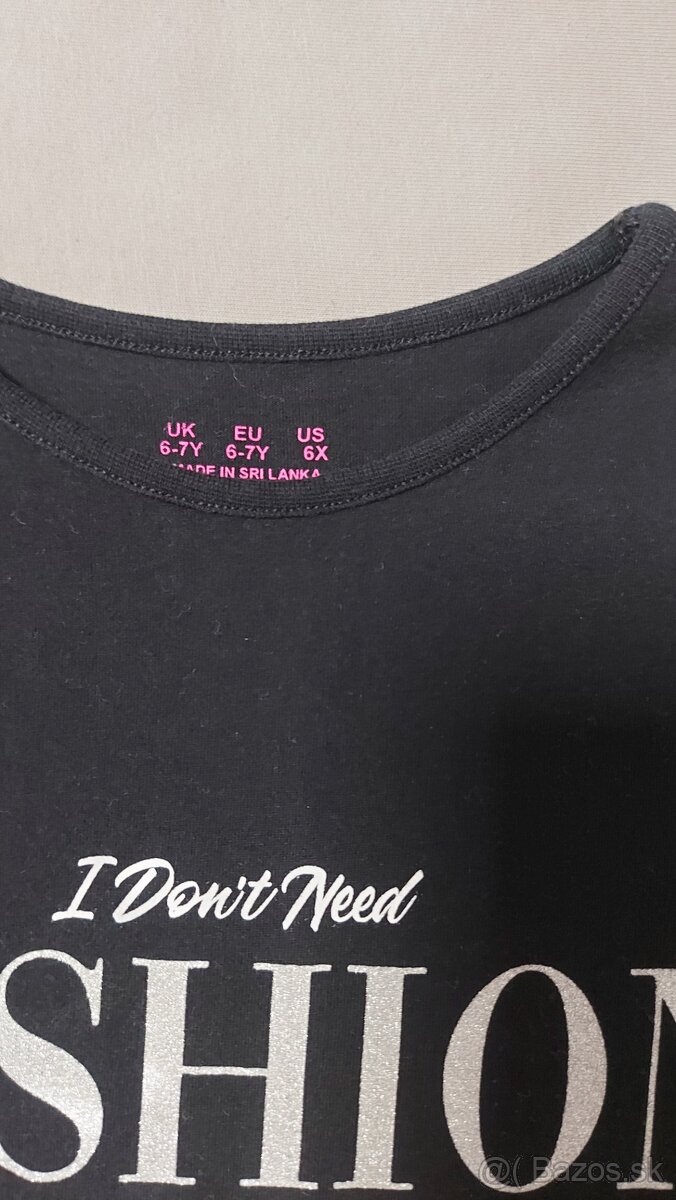 UK EU US
6-7Y 6-7Y 6X
MADE IN SRI LANKA
I Don't Need
SHION
@( Bazos.sk